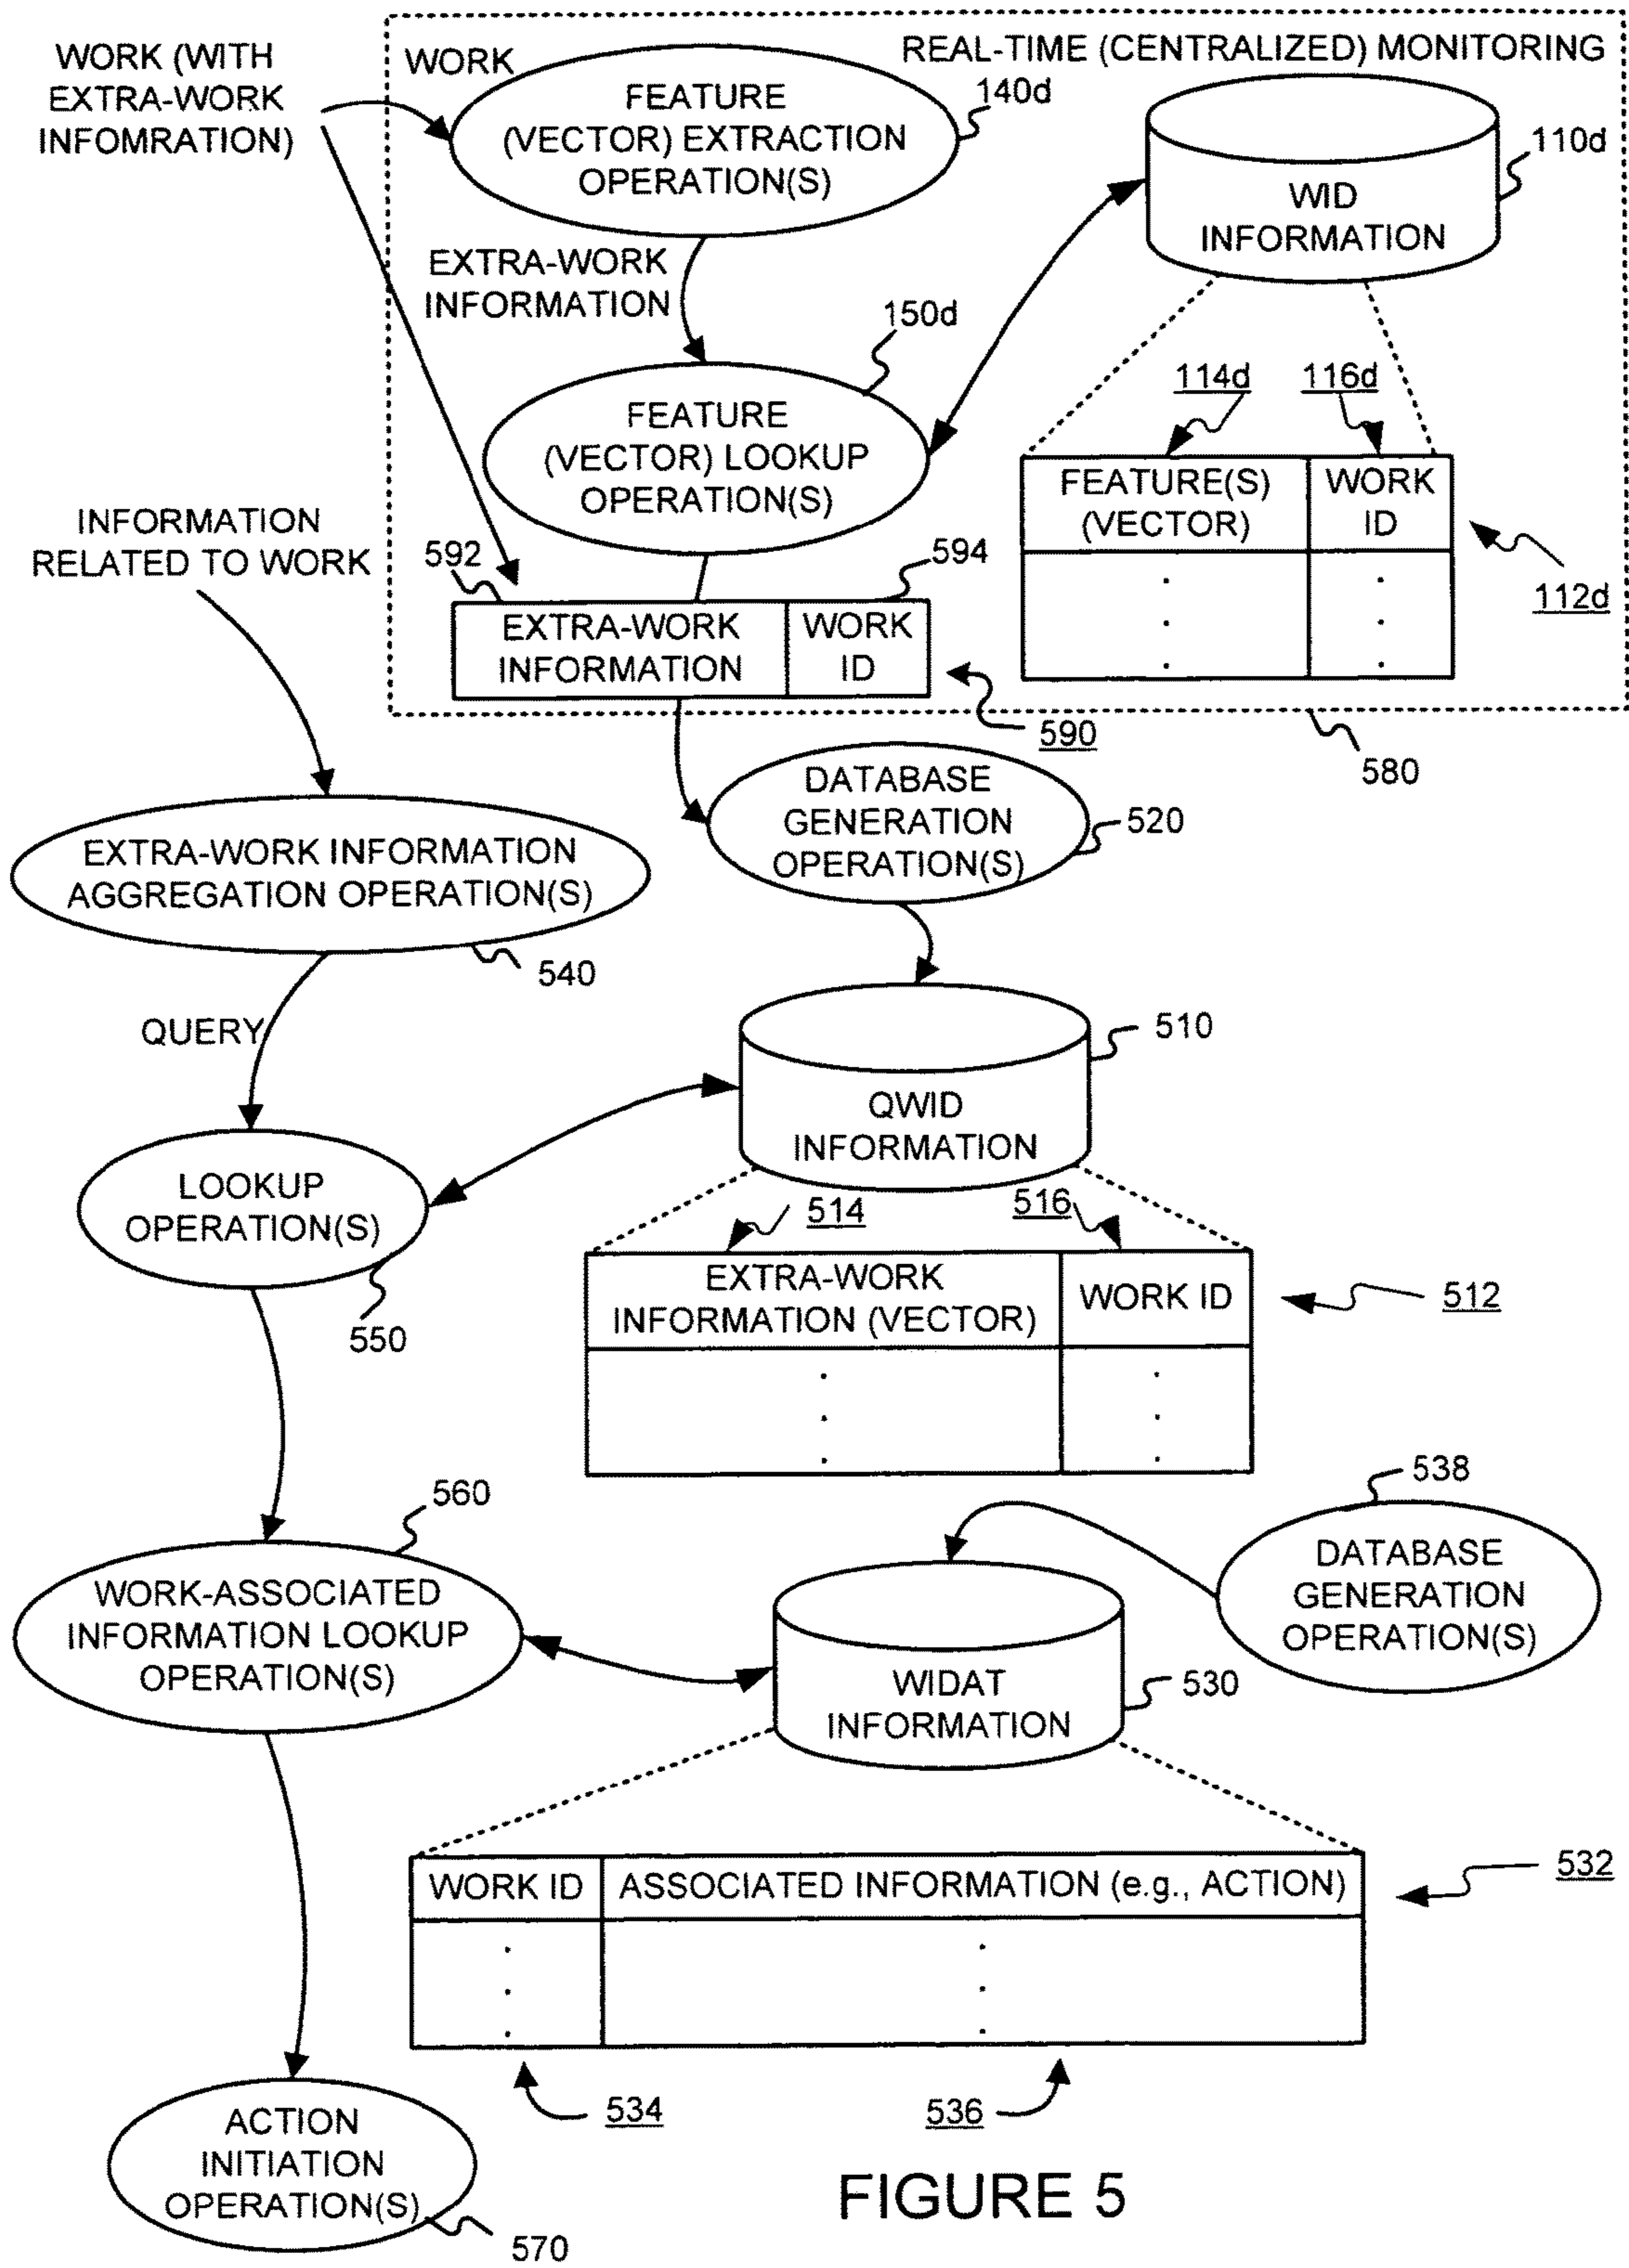 WORK (WITH
EXTRA-WORK
INFOMRATION)
WORK
REAL-TIME (CENTRALIZED) MONITORING
FEATURE
(VECTOR) EXTRACTION
OPERATION(S)
140d
110d
WID
INFORMATION
EXTRA-WORK
INFORMATION
150d
FEATURE
(VECTOR) LOOKUP
OPERATION(S)
114d
116d
FEATURE(S)
(VECTOR)
WORK
ID
112d
INFORMATION
RELATED TO WORK
592
594
EXTRA-WORK
INFORMATION
WORK
ID
590
580
DATABASE
GENERATION
OPERATION(S)
520
EXTRA-WORK INFORMATION
AGGREGATION OPERATION(S)
540
QUERY
510
QWID
INFORMATION
LOOKUP
OPERATION(S)
550
514
516
EXTRA-WORK
INFORMATION (VECTOR)
WORK ID
512
538
DATABASE
GENERATION
OPERATION(S)
560
WORK-ASSOCIATED
INFORMATION LOOKUP
OPERATION(S)
WIDAT
INFORMATION
530
WORK ID
ASSOCIATED INFORMATION (e.g., ACTION)
532
534
536
ACTION
INITIATION
OPERATION(S)
570
FIGURE 5